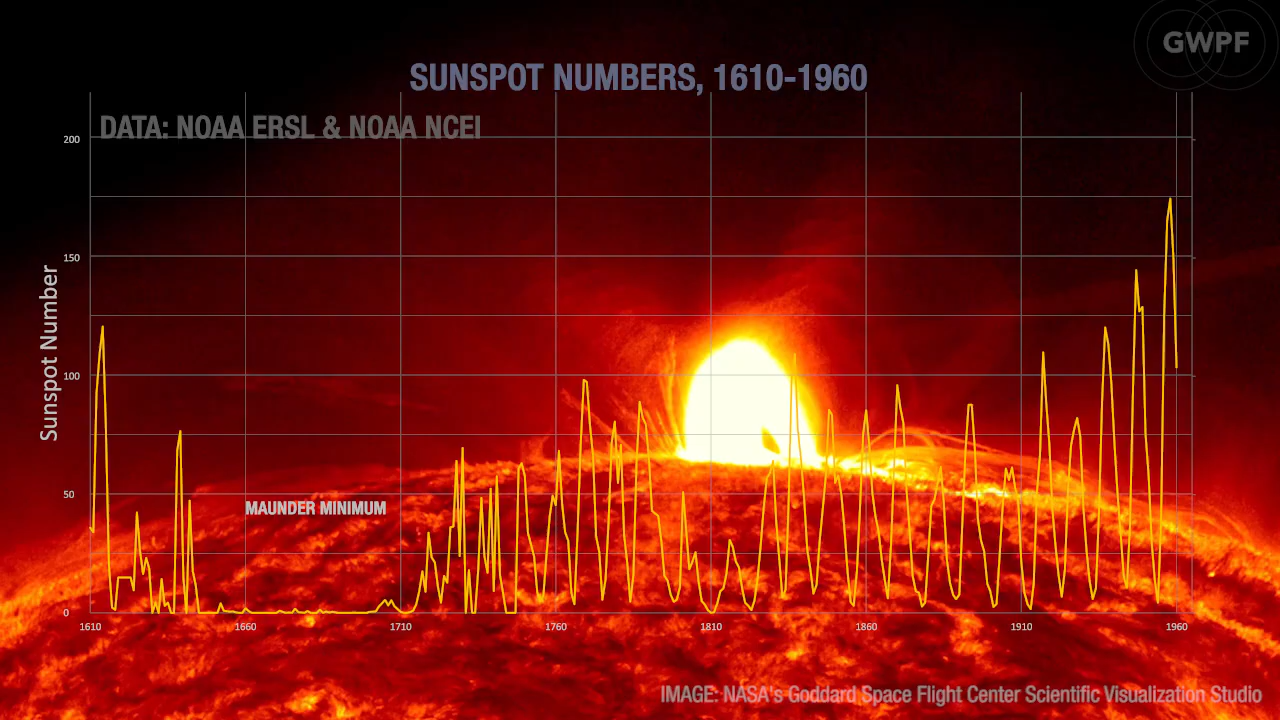 GWPF
SUNSPOT NUMBERS, 1610-1960
DATA: NOAA ERSL & NOAA NCEI
200
150
100
50
0
Sunspot Number
MAUNDER MINIMUM
1610 1660 1710 1760 1810 1860 1910 1960
IMAGE: NASA's Goddard Space Flight Center Scientific Visualization Studio